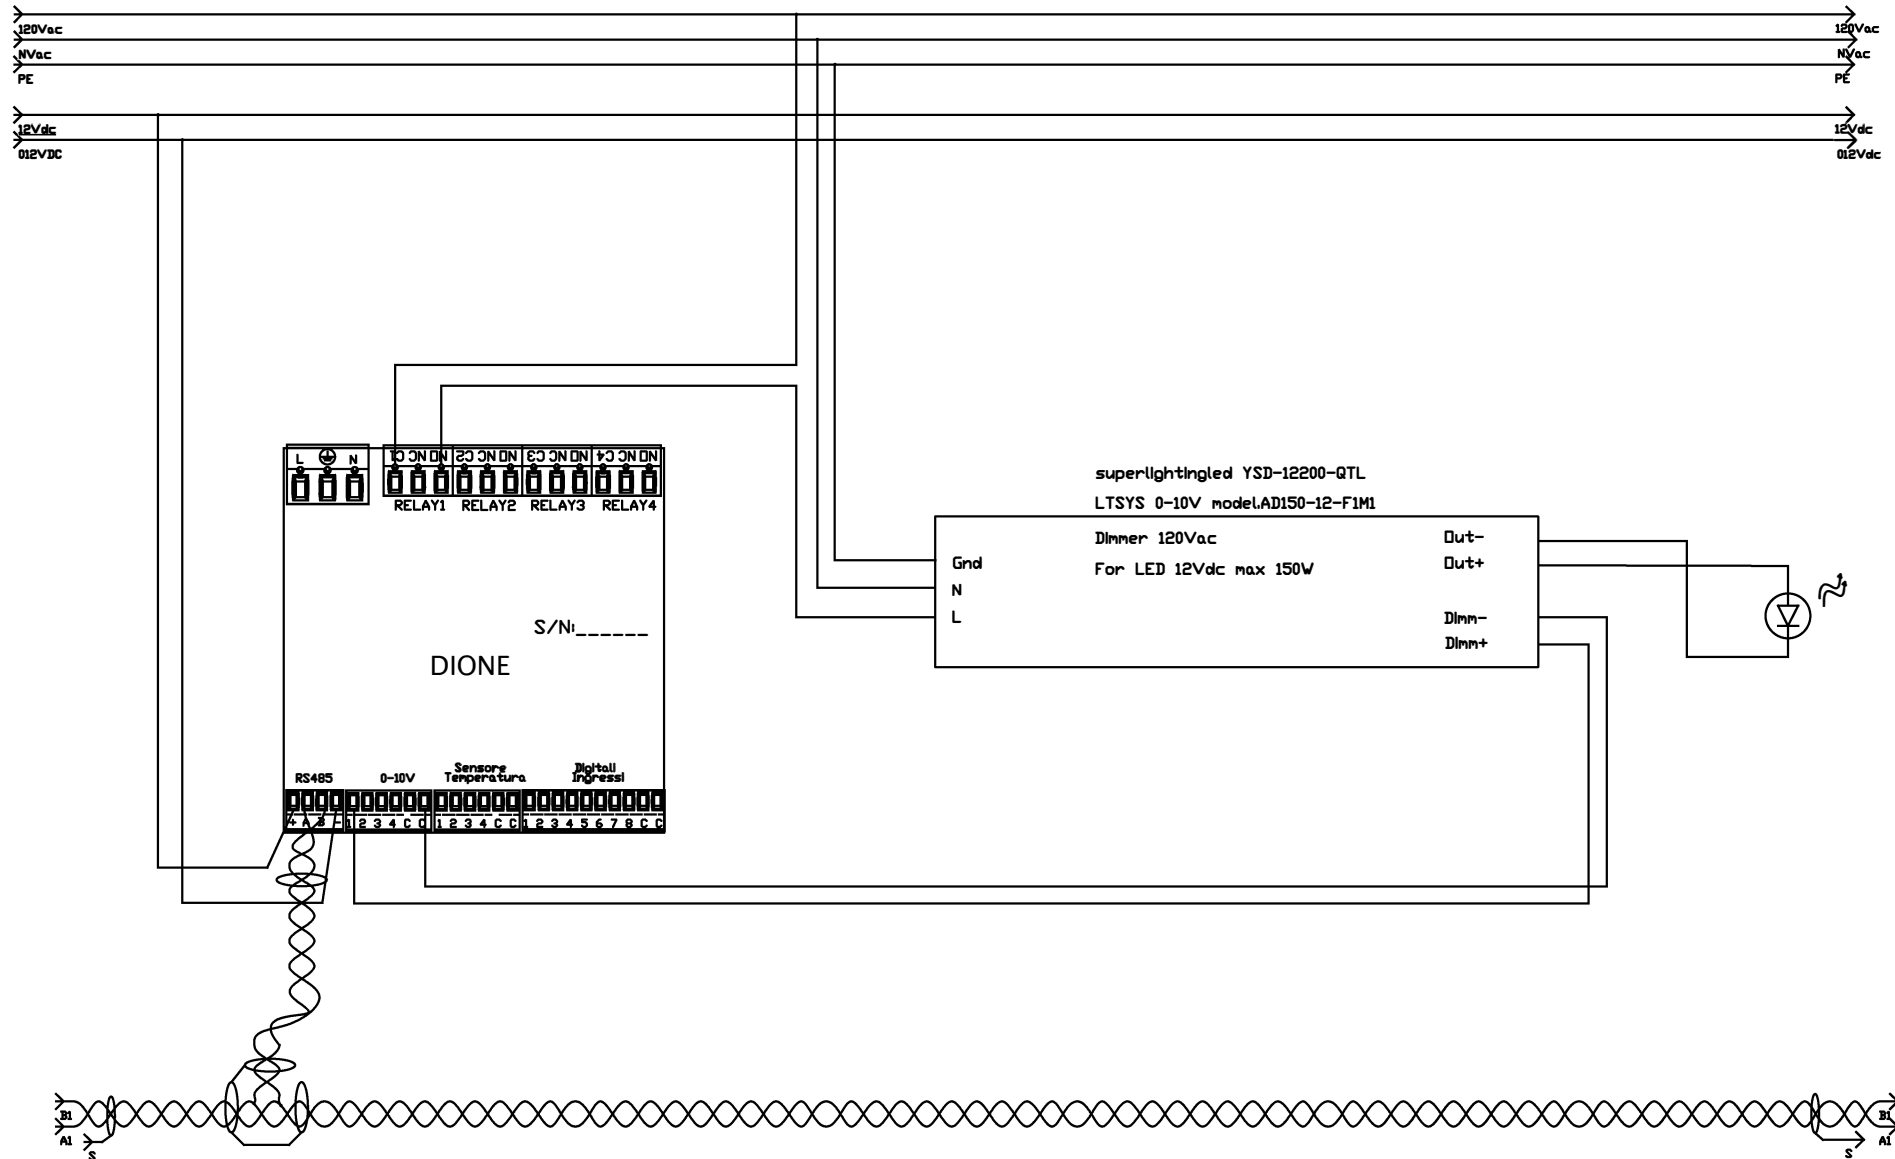 120Vac 120Vac
NVac NVac
PE PE
12Vdc 12Vdc
012VDC 012Vdc
L N C1 NC NO C2 NC NO C3 NC NO C4 NC NO
RELAY1 RELAY2 RELAY3 RELAY4
superlightingled YSD-12200-QTL
LTSYS 0-10V model.AD150-12-F1M1
Dimmer 120Vac
For LED 12Vdc max 150W
Gnd
N
L
Out-
Out+
Dimm-
Dimm+
S/N:______
DIONE
RS485 0-10V Sensore Temperatura Digitali Ingressi
+ A B - 1 2 3 4 C C 1 2 3 4 C C 1 2 3 4 5 6 7 8 C C
B1 B1
A1 A1
S S